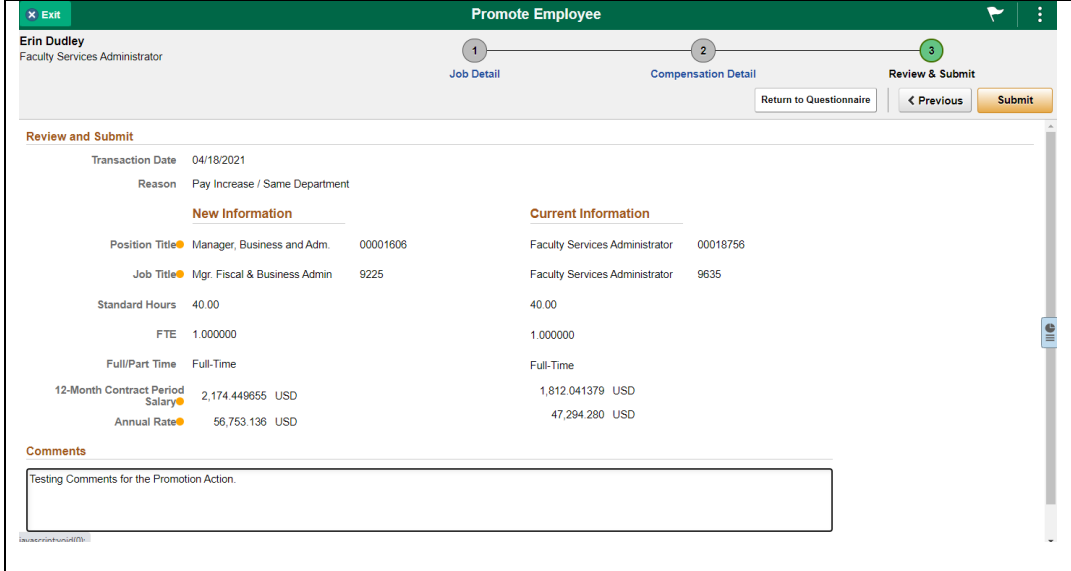 Exit
Promote Employee
Erin Dudley
Faculty Services Administrator
1
2
3
Job Detail
Compensation Detail
Review & Submit
Return to Questionnaire
Previous
Submit
Review and Submit
Transaction Date 04/18/2021
Reason Pay Increase / Same Department
New Information Current Information
Position Title Manager, Business and Adm. 00001606 Faculty Services Administrator 00018756
Job Title Mgr. Fiscal & Business Admin 9225 Faculty Services Administrator 9635
Standard Hours 40.00 40.00
FTE 1.000000 1.000000
Full/Part Time Full-Time Full-Time
12-Month Contract Period
Salary 2,174.449655 USD 1,812.041379 USD
Annual Rate 56,753.136 USD 47,294.280 USD
Comments
Testing Comments for the Promotion Action.
javascript:void(0);